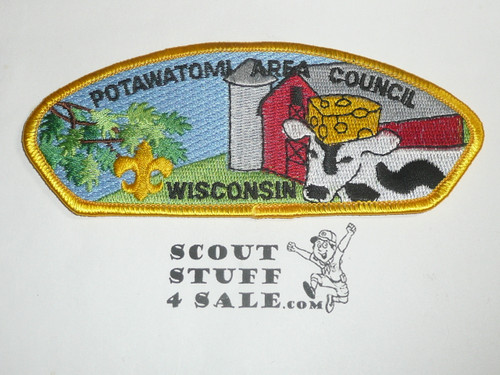 POTAWATOMI AREA COUNCIL
WISCONSIN
SCOUT
STUFF
4 SALE.com